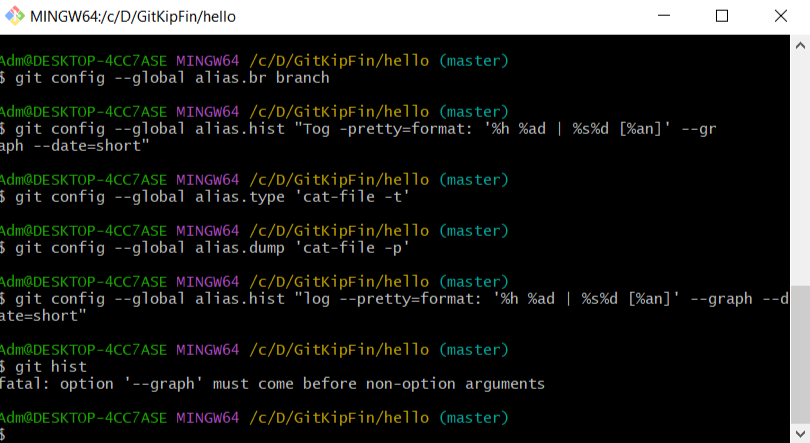 MINGW64:/c/D/GitKipFin/hello
Adm@DESKTOP-4CC7ASE MINGW64 /c/D/GitKipFin/hello (master)
$ git config --global alias.br branch
Adm@DESKTOP-4CC7ASE MINGW64 /c/D/GitKipFin/hello (master)
$ git config --global alias.hist "Tog -pretty=format: '%h %ad | %s%d [%an]' --gr
aph --date=short"
Adm@DESKTOP-4CC7ASE MINGW64 /c/D/GitKipFin/hello (master)
$ git config --global alias.type 'cat-file -t'
Adm@DESKTOP-4CC7ASE MINGW64 /c/D/GitKipFin/hello (master)
$ git config --global alias.dump 'cat-file -p'
Adm@DESKTOP-4CC7ASE MINGW64 /c/D/GitKipFin/hello (master)
$ git config --global alias.hist "log --pretty=format: '%h %ad | %s%d [%an]' --graph --d
ate=short"
Adm@DESKTOP-4CC7ASE MINGW64 /c/D/GitKipFin/hello (master)
$ git hist
fatal: option '--graph' must come before non-option arguments
Adm@DESKTOP-4CC7ASE MINGW64 /c/D/GitKipFin/hello (master)
$